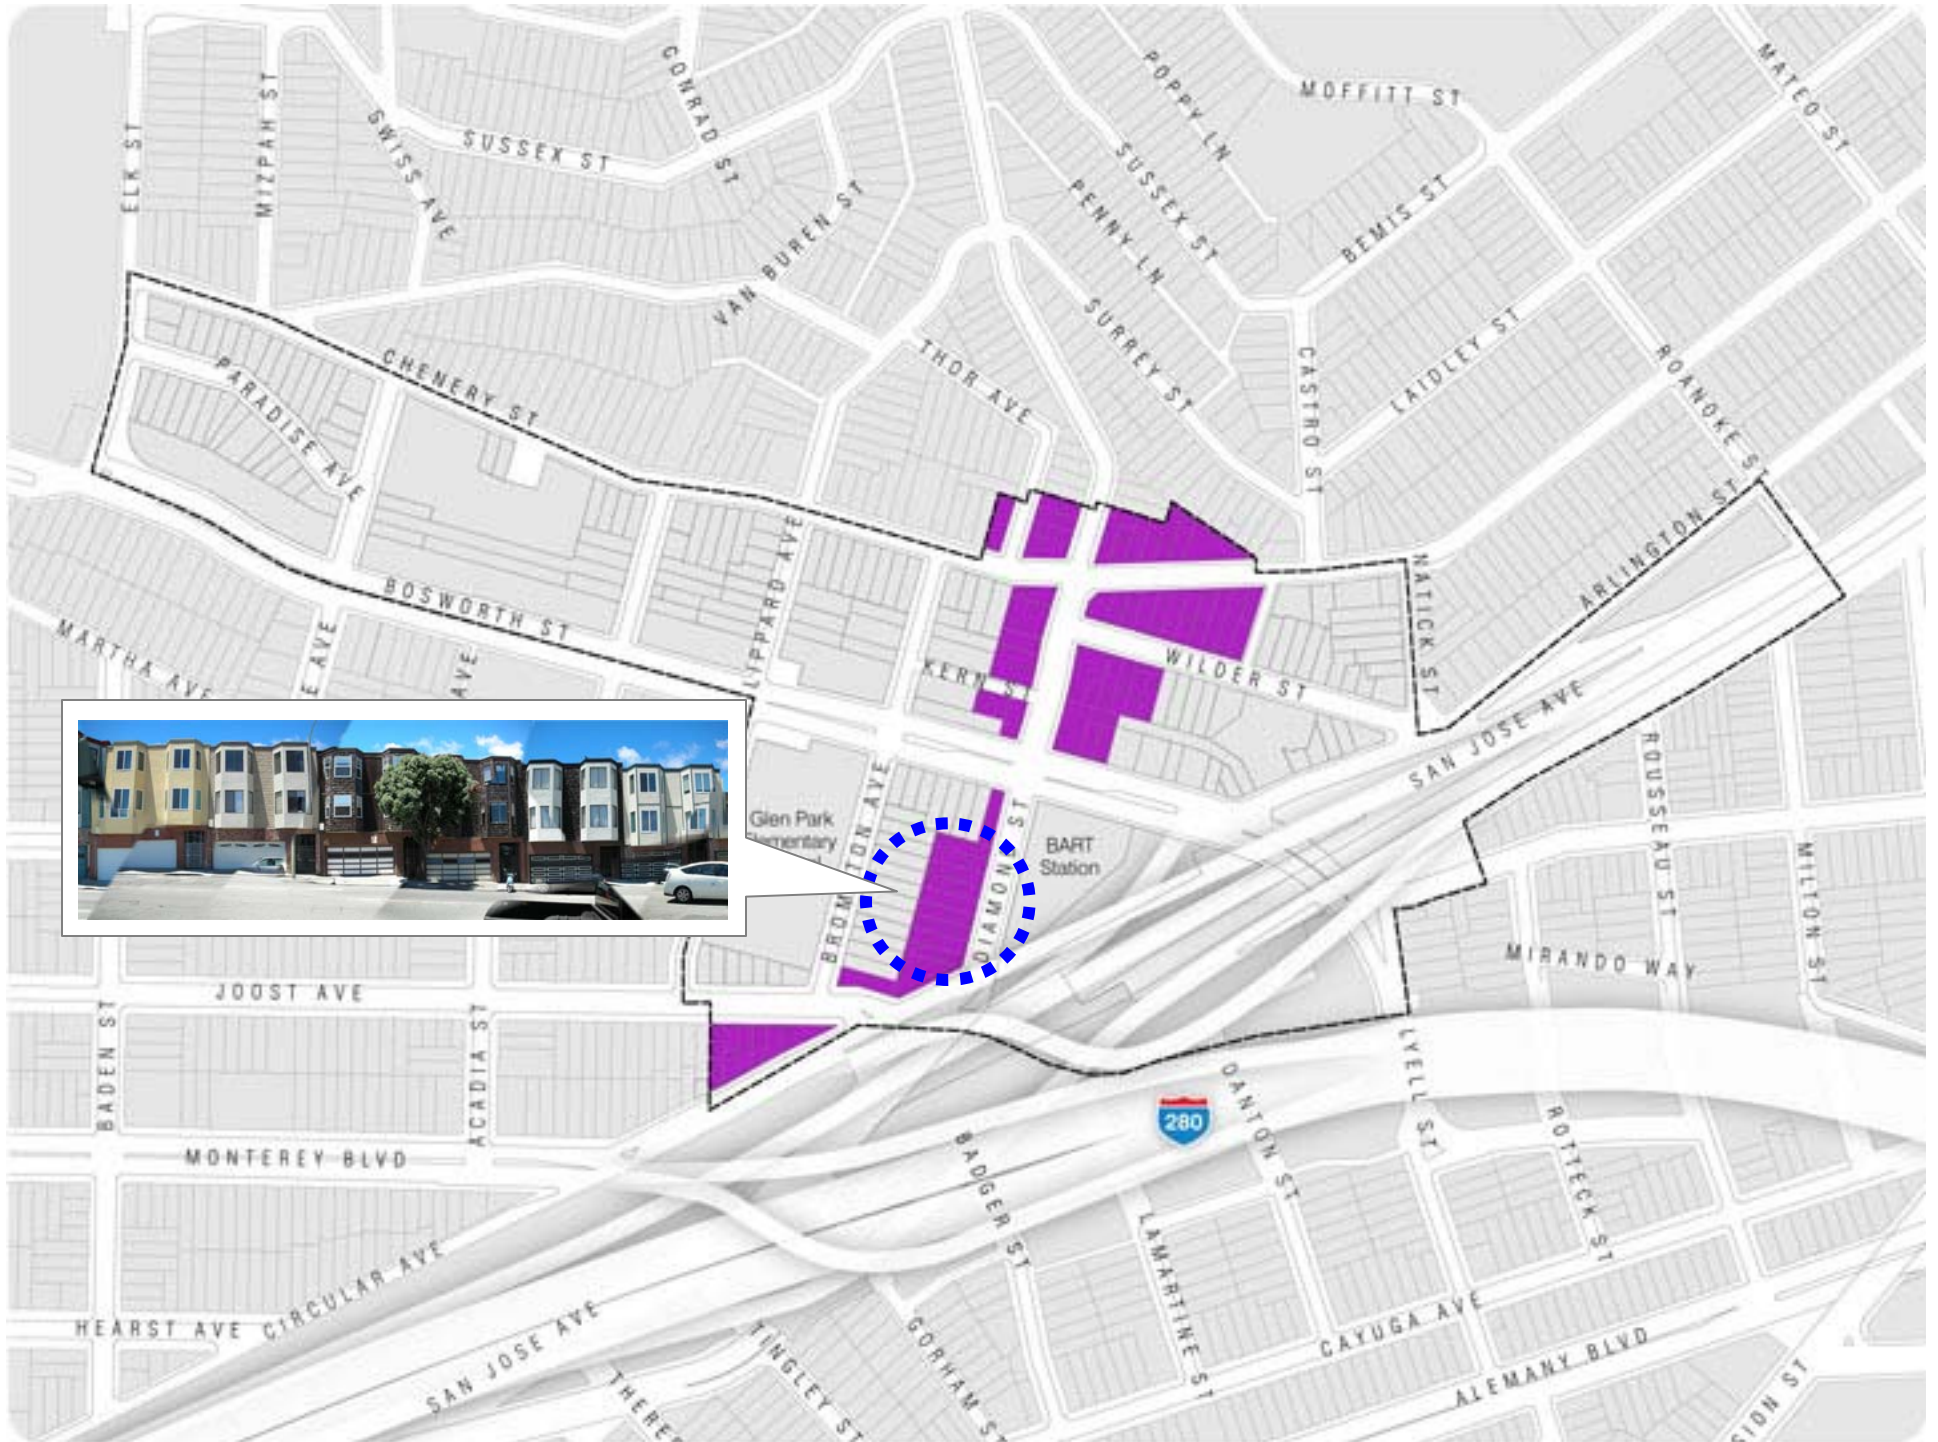 CONRAD ST
POPPY LN
MOFFITT ST
MATEO ST
ELK ST
MIZPAH ST
SWISS AVE
SUSSEX ST
SUSSEX ST
VAN BUREN ST
PENNY LN
BEMIS ST
SURREY ST
PARADISE AVE
CHENERY ST
THOR AVE
CASTRO ST
LAIDLEY ST
ROANOKE ST
ARLINGTON ST
NATICK ST
BOSWORTH ST
LIPPARD AVE
MARTHA AVE
E AVE
AVE
KERN ST
WILDER ST
SAN JOSE AVE
ROUSSEAU ST
MILTON ST
Glen Park
BART
Station
DIAMOND ST
MIRANDO WAY
JOOST AVE
BADEN ST
ACADIA ST
MONTEREY BLVD
280
DANTON ST
LYELL ST
ROTTECK ST
BADGER ST
LAMARTINE ST
HEARST AVE
CIRCULAR AVE
SAN JOSE AVE
TINGLEY ST
GORHAM ST
CAYUGA AVE
ALEMANY BLVD